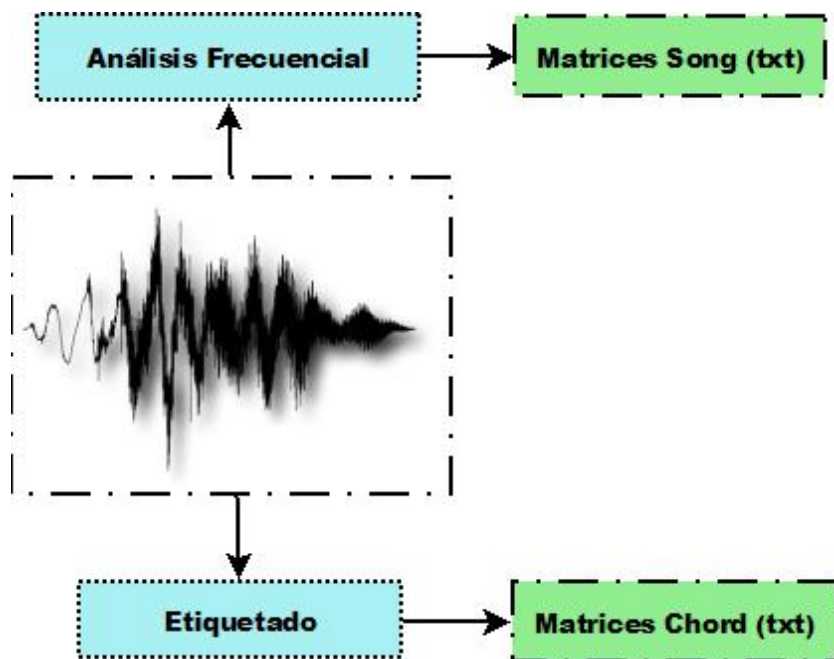 Análisis Frecuencial
Matrices Song (txt)
Etiquetado
Matrices Chord (txt)